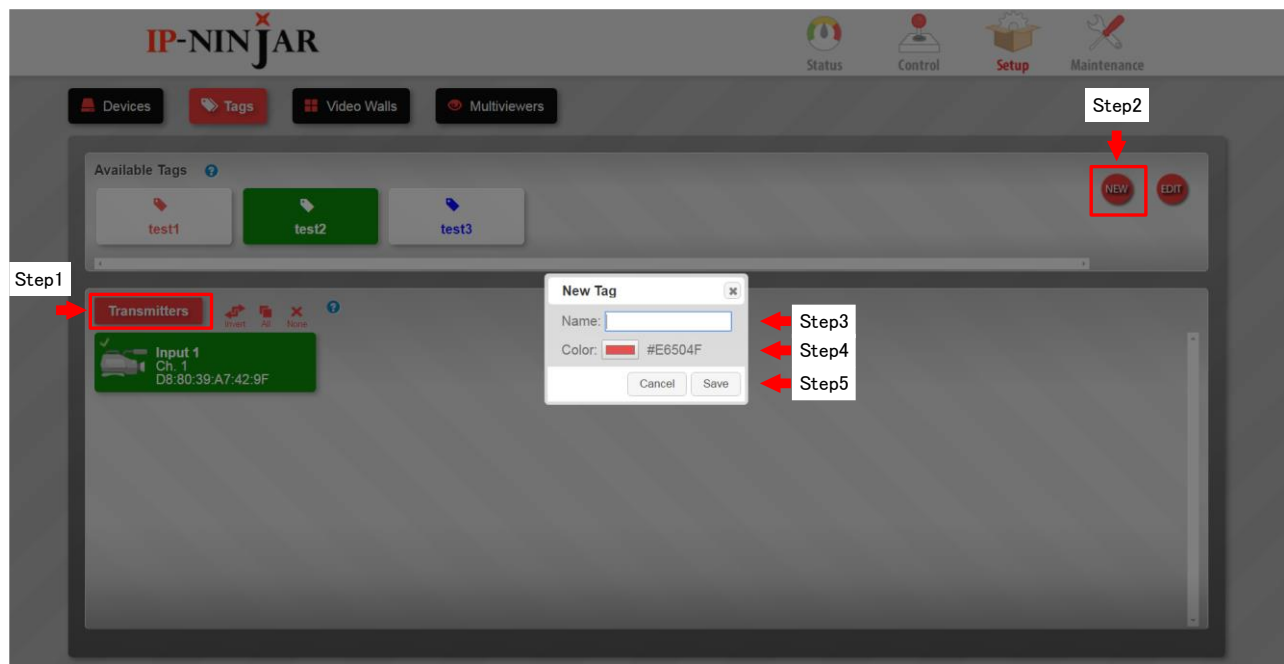 IP-NINJAR
Status Control Setup Maintenance
Devices Tags Video Walls Multiviewers
Step2
Available Tags ?
NEW EDIT
test1 test2 test3
Step1
New Tag
Transmitters Invert All None ?
Name: Step3
Color: #E6504F Step4
Input 1
Ch. 1
D8:80:39:A7:42:9F
Cancel Save Step5